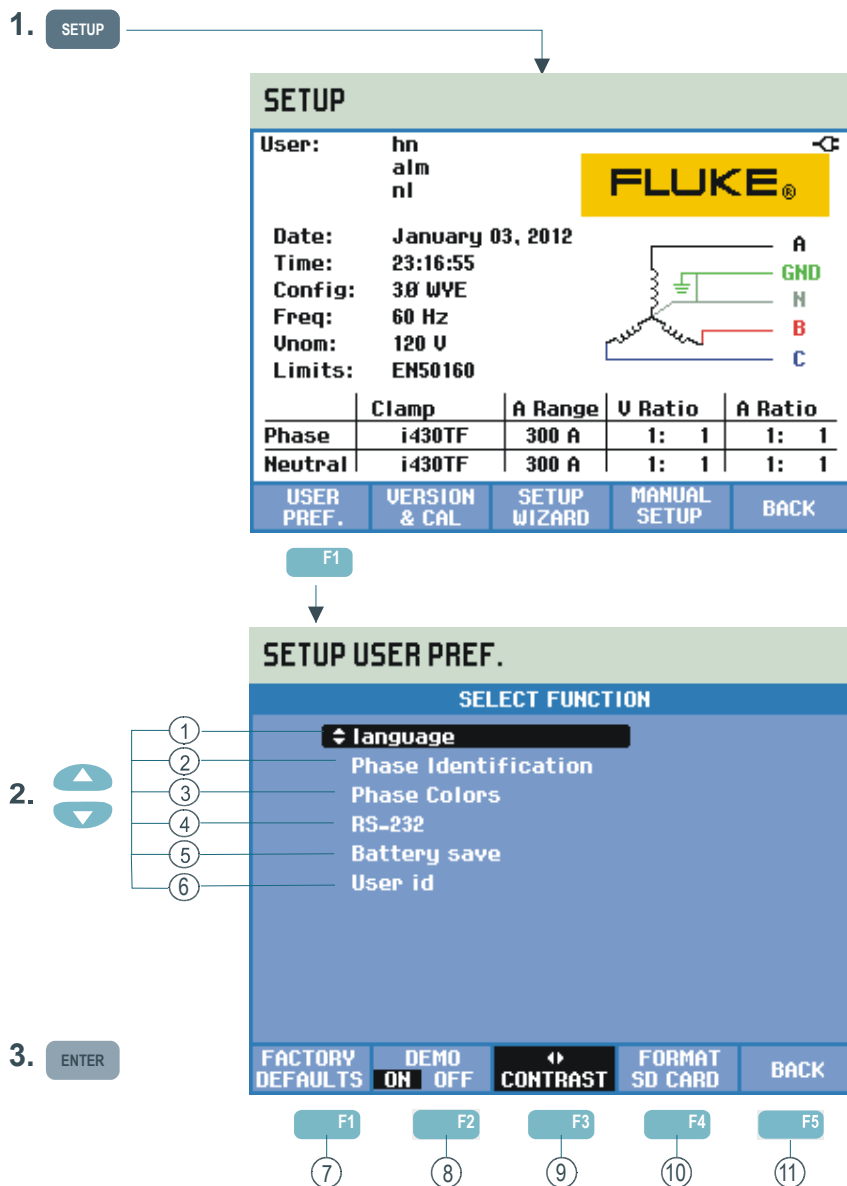 1. SETUP
SETUP
User: hn
alm
nl
FLUKE®
Date: January 03, 2012
Time: 23:16:55
Config: 3Ø WYE
Freq: 60 Hz
Vnom: 120 V
Limits: EN50160
A
GND
N
B
C
Clamp A Range V Ratio A Ratio
Phase i430TF 300 A 1: 1 1: 1
Neutral i430TF 300 A 1: 1 1: 1
USER PREF. VERSION & CAL SETUP WIZARD MANUAL SETUP BACK
F1
SETUP USER PREF.
SELECT FUNCTION
2.
1 language
2 Phase Identification
3 Phase Colors
4 RS-232
5 Battery save
6 User id
3. ENTER
FACTORY DEFAULTS DEMO ON OFF CONTRAST FORMAT SD CARD BACK
F1 F2 F3 F4 F5
7 8 9 10 11